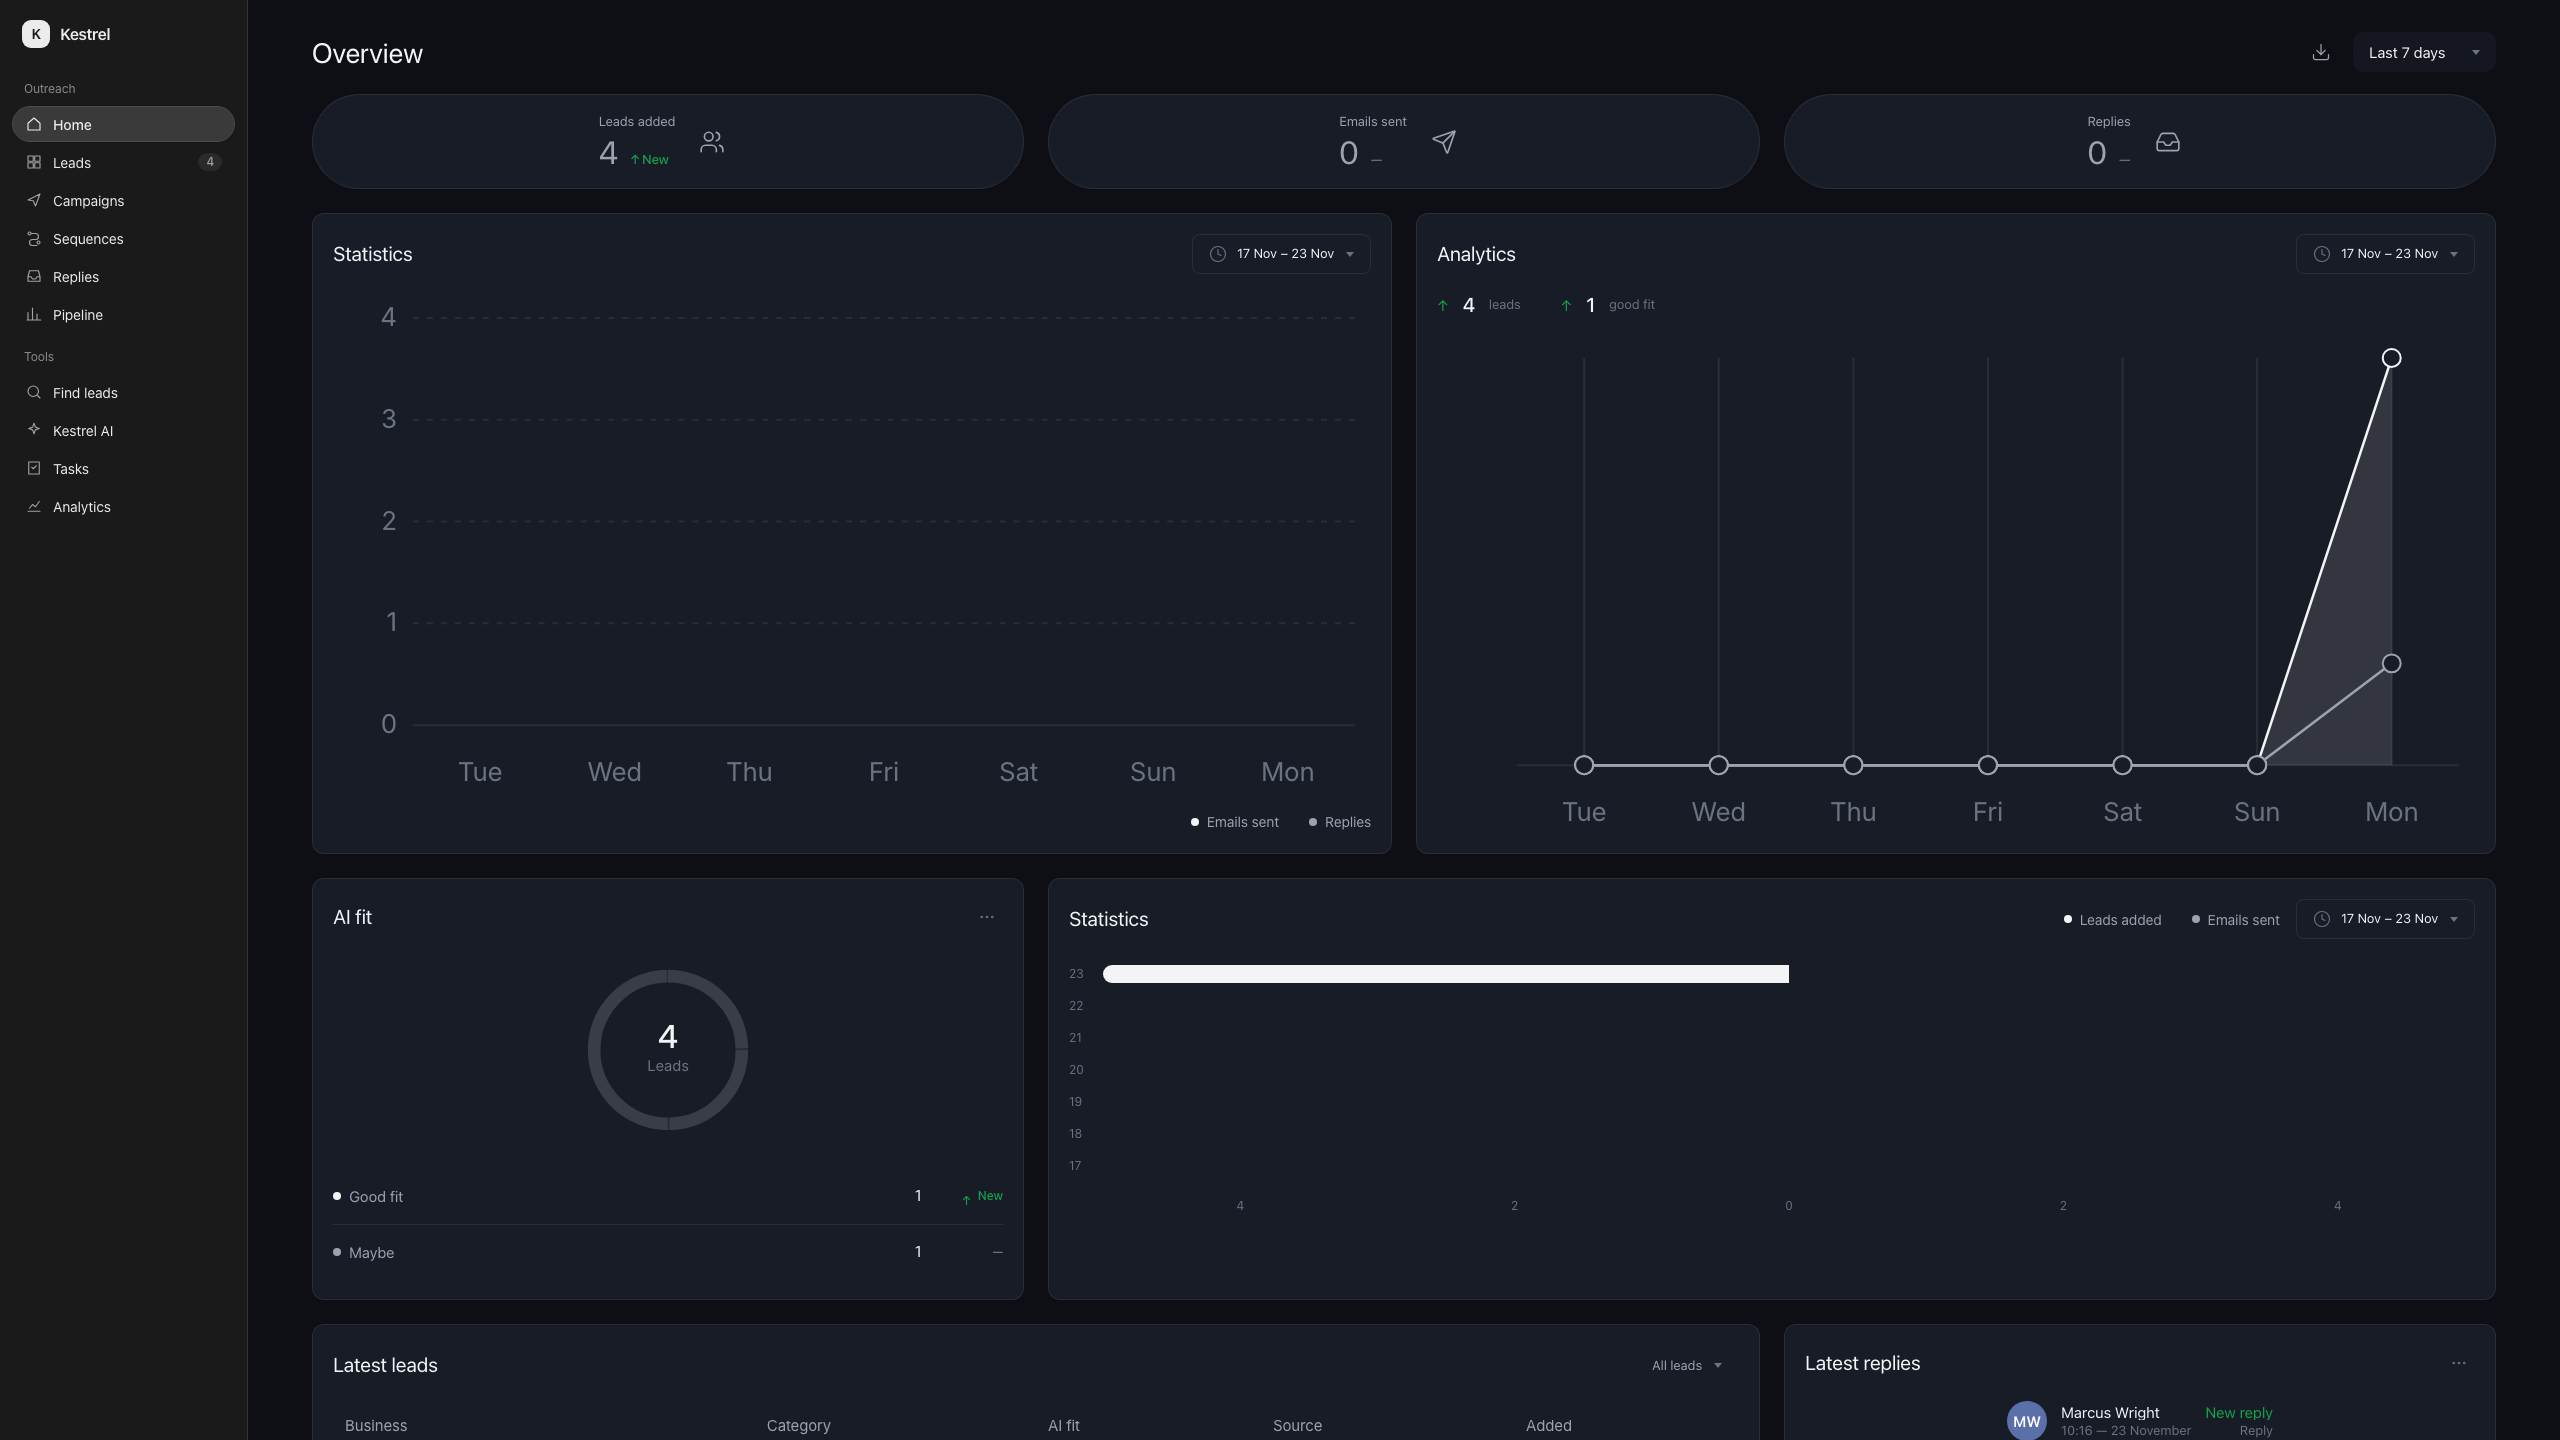 K Kestrel
Outreach
Home
Leads 4
Campaigns
Sequences
Replies
Pipeline
Tools
Find leads
Kestrel AI
Tasks
Analytics
Overview
Last 7 days
Leads added
4 ↑ New
Emails sent
0 –
Replies
0 –
Statistics
17 Nov – 23 Nov
4
3
2
1
0
Tue Wed Thu Fri Sat Sun Mon
Emails sent Replies
Analytics
17 Nov – 23 Nov
↑ 4 leads ↑ 1 good fit
Tue Wed Thu Fri Sat Sun Mon
AI fit
4
Leads
Good fit 1 ↑ New
Maybe 1 –
Statistics
Leads added Emails sent 17 Nov – 23 Nov
23
22
21
20
19
18
17
4 2 0 2 4
Latest leads
All leads
Business Category AI fit Source Added
Latest replies
MW
Marcus Wright New reply
10:16 — 23 November Reply